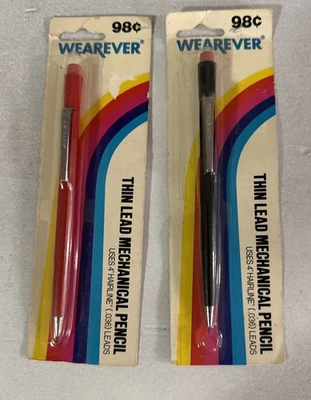 98¢
WEAREVER®
THIN LEAD MECHANICAL PENCIL
USES 4" HAIRLINE" (.036) LEADS
98¢
WEAREVER®
THIN LEAD MECHANICAL PENCIL
USES 4" HAIRLINE" (.036) LEADS